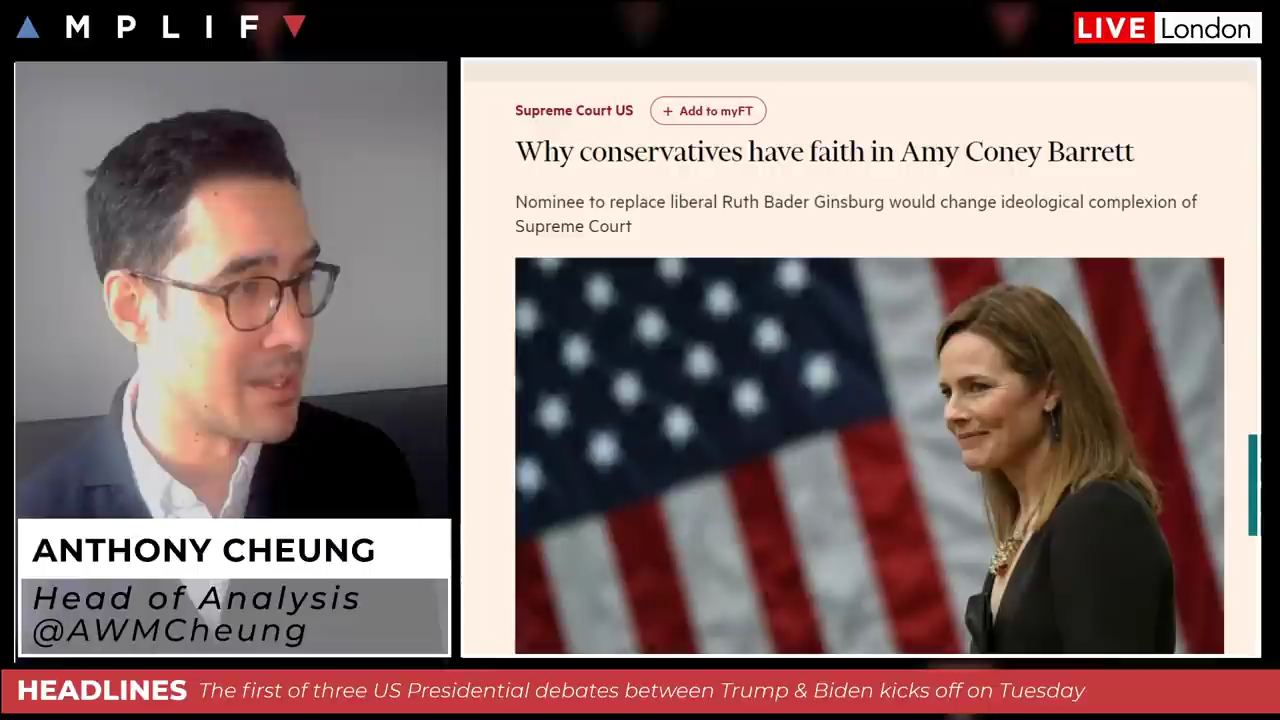 MPLIF
LIVE London
Supreme Court US
+ Add to myFT
Why conservatives have faith in Amy Coney Barrett
Nominee to replace liberal Ruth Bader Ginsburg would change ideological complexion of
Supreme Court
ANTHONY CHEUNG
Head of Analysis
@AWMCheung
HEADLINES The first of three US Presidential debates between Trump & Biden kicks off on Tuesday